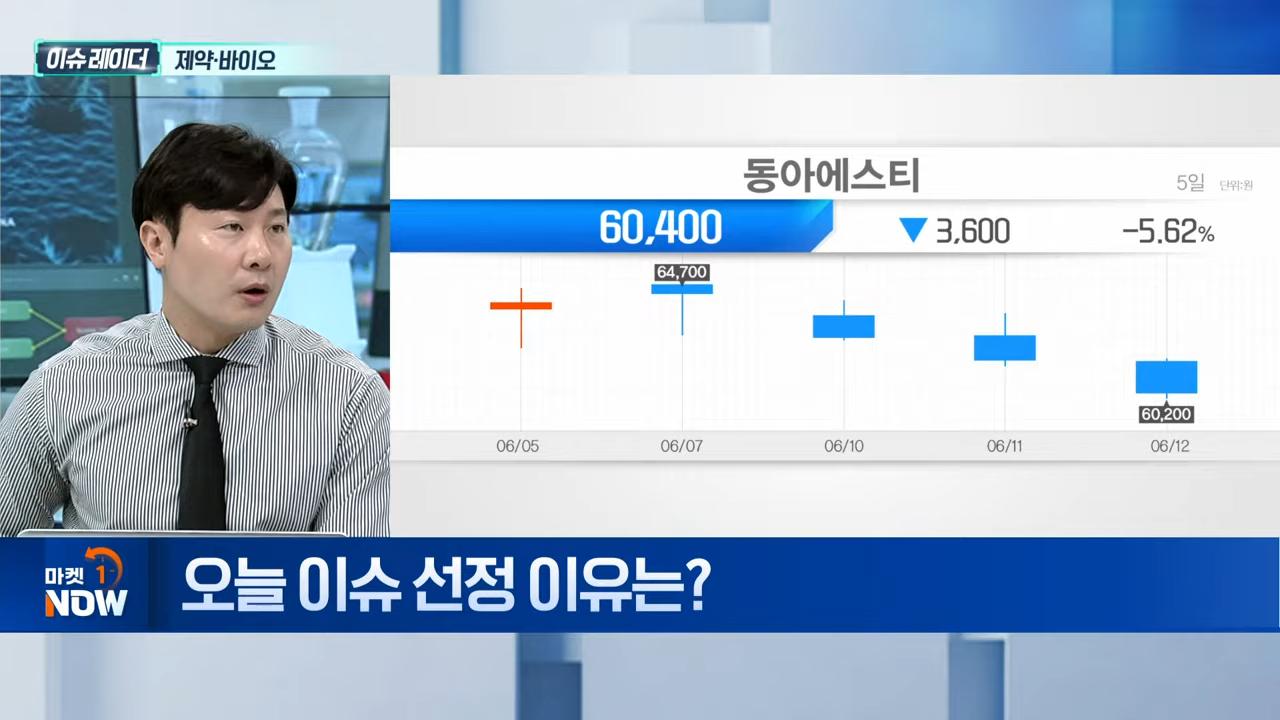 이슈 레이더 제약·바이오
동아에스티
5일 단위:원
60,400 ▼ 3,600 -5.62%
64,700
60,200
06/05 06/07 06/10 06/11 06/12
마켓 1
NOW
오늘 이슈 선정 이유는?